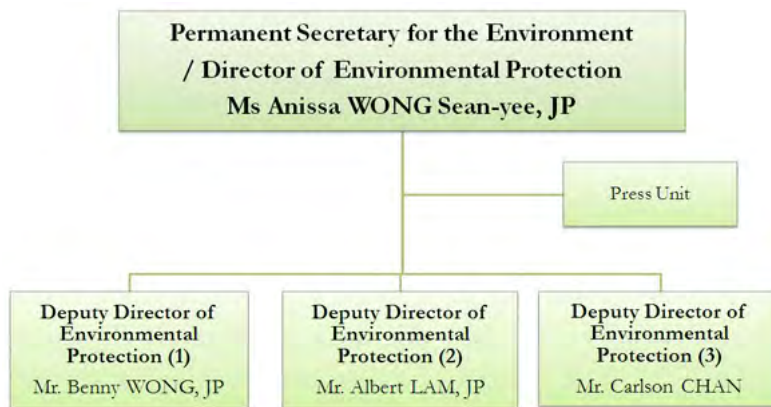 Permanent Secretary for the Environment
/ Director of Environmental Protection
Ms Anissa WONG Sean-yee, JP
Press Unit
Deputy Director of
Environmental
Protection (1)
Mr. Benny WONG, JP
Deputy Director of
Environmental
Protection (2)
Mr. Albert LAM, JP
Deputy Director of
Environmental
Protection (3)
Mr. Carlson CHAN